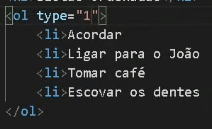 <ol type="1">
<li>Acordar
<li>Ligar para o João
<li>Tomar café
<li>Escovar os dentes
</ol>